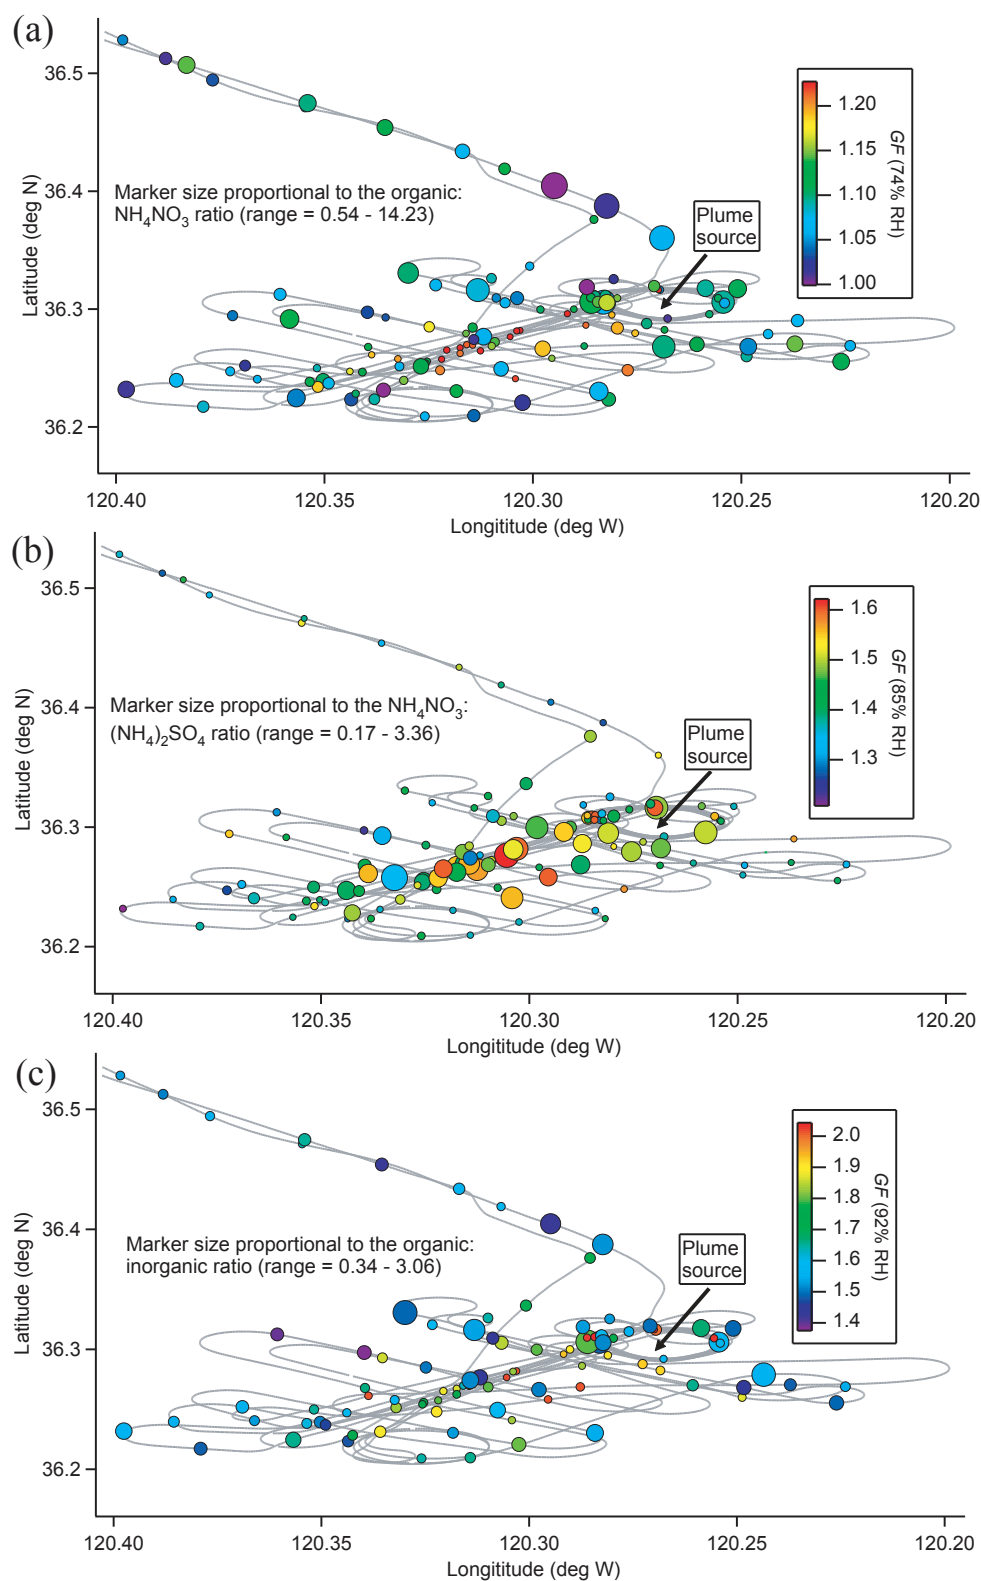 (a)
36.5
36.4
36.3
36.2
Latitude (deg N)
Marker size proportional to the organic:
NH4NO3 ratio (range = 0.54 - 14.23)
Plume
source
1.20
1.15
1.10
1.05
1.00
GF (74% RH)
120.40
120.35
120.30
120.25
120.20
Longititude (deg W)
(b)
36.5
36.4
36.3
36.2
Latitude (deg N)
Marker size proportional to the NH4NO3:
(NH4)2SO4 ratio (range = 0.17 - 3.36)
Plume
source
1.6
1.5
1.4
1.3
GF (85% RH)
120.40
120.35
120.30
120.25
120.20
Longititude (deg W)
(c)
36.5
36.4
36.3
36.2
Latitude (deg N)
Marker size proportional to the organic:
inorganic ratio (range = 0.34 - 3.06)
Plume
source
2.0
1.9
1.8
1.7
1.6
1.5
1.4
GF (92% RH)
120.40
120.35
120.30
120.25
120.20
Longititude (deg W)